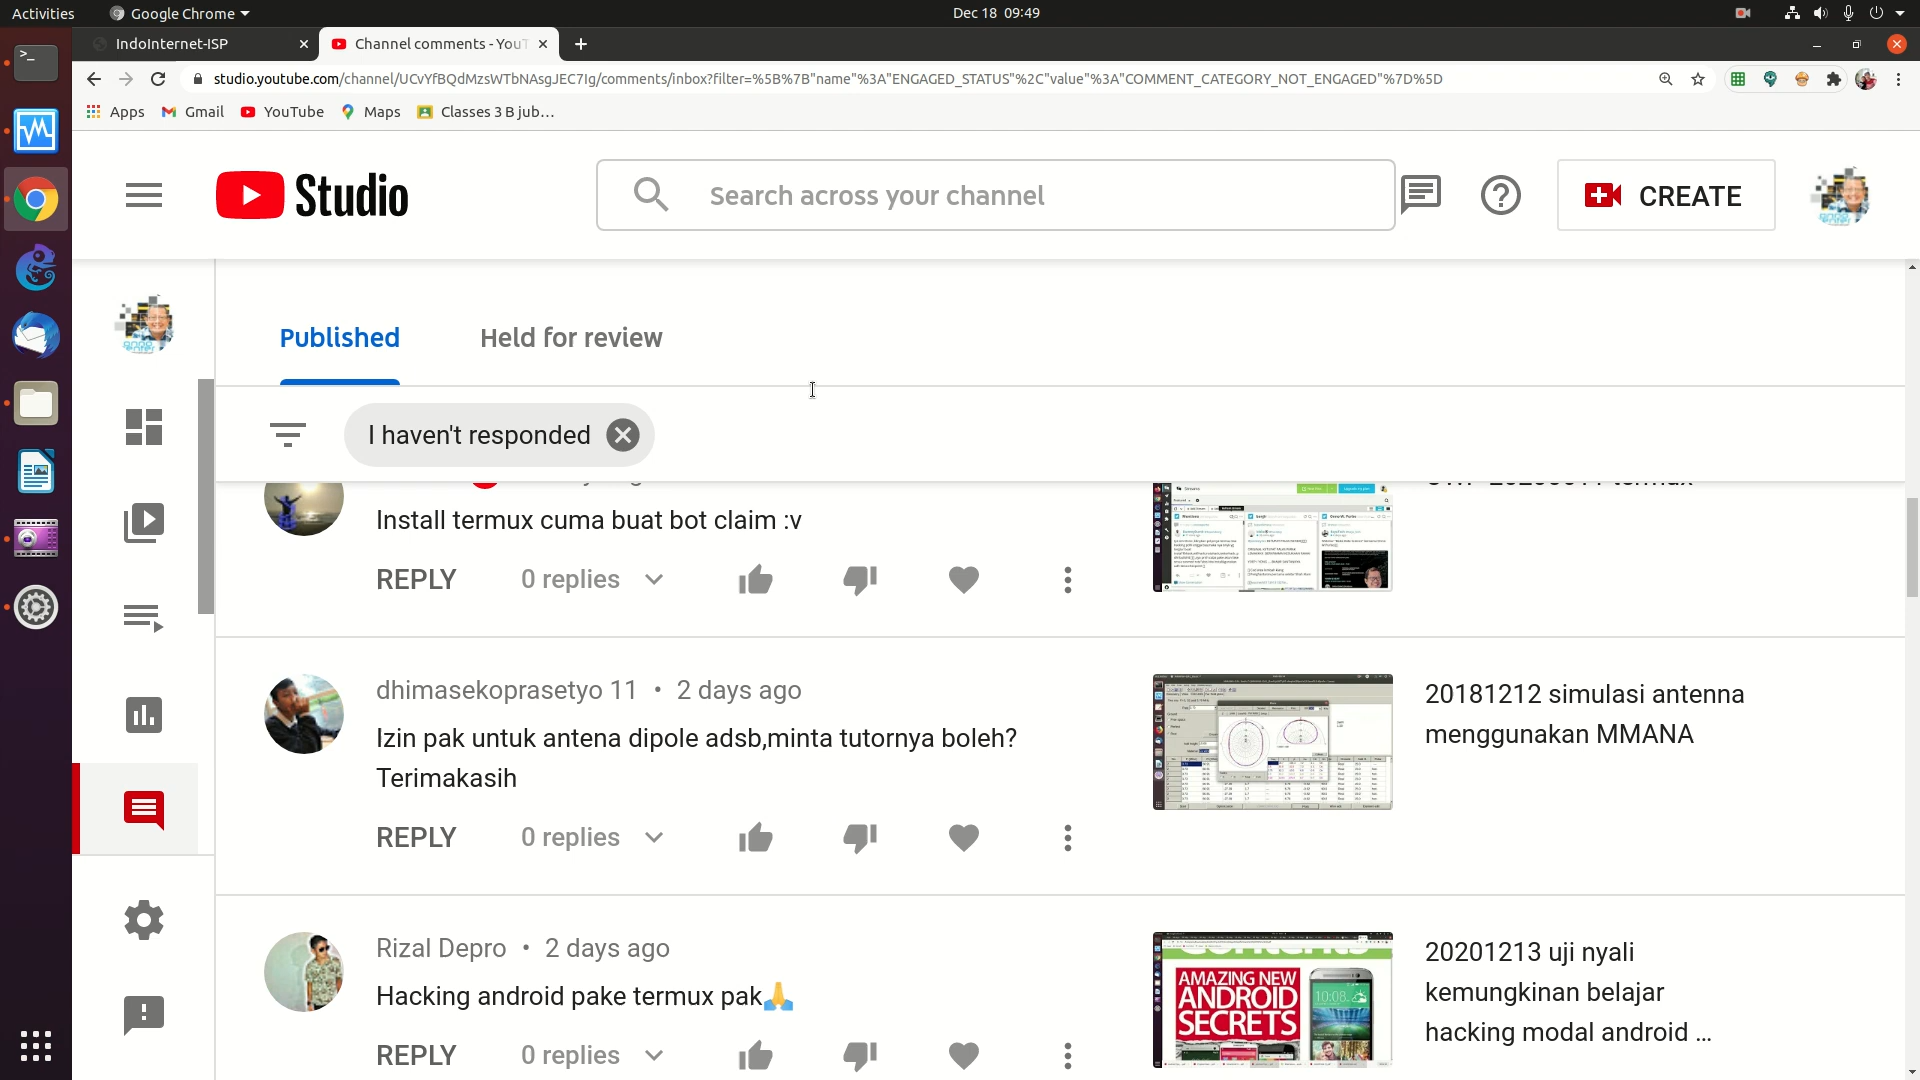 Activities
Google Chrome
Dec 18 09:49
IndoInternet-ISP
Channel comments - YouT
studio.youtube.com/channel/UCvYfBQdMzsWTbNAsgJEC7Ig/comments/inbox?filter=%5B%7B"name"%3A"ENGAGED_STATUS"%2C"value"%3A"COMMENT_CATEGORY_NOT_ENGAGED"%7D%5D
Apps
Gmail
YouTube
Maps
Classes 3 B jub...
Studio
Search across your channel
CREATE
Published
Held for review
I haven't responded
Install termux cuma buat bot claim :v
REPLY
0 replies
dhimasekoprasetyo 11 • 2 days ago
Izin pak untuk antena dipole adsb,minta tutornya boleh?
Terimakasih
REPLY
0 replies
20181212 simulasi antenna
menggunakan MMANA
Rizal Depro • 2 days ago
Hacking android pake termux pak🙏
REPLY
0 replies
AMAZING NEW
ANDROID
SECRETS
10:08
20201213 uji nyali
kemungkinan belajar
hacking modal android ...